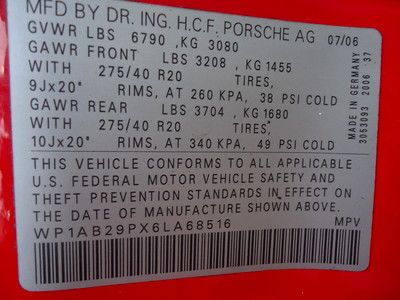 MFD BY DR. ING. H.C.F. PORSCHE AG 07/06
GVWR LBS 6790 ,KG 3080
GAWR FRONT LBS 3208 ,KG 1455
WITH 275/40 R20 TIRES,
9Jx20" RIMS, AT 260 KPA, 38 PSI COLD
GAWR REAR LBS 3704 ,KG 1680
WITH 275/40 R20 TIRES,
10Jx20" RIMS, AT 340 KPA, 49 PSI COLD
THIS VEHICLE CONFORMS TO ALL APPLICABLE
U.S. FEDERAL MOTOR VEHICLE SAFETY AND
THEFT PREVENTION STANDARDS IN EFFECT ON
THE DATE OF MANUFACTURE SHOWN ABOVE.
WP1AB29PX6LA68516 MPV
MADE IN GERMANY
3053093 2006 37